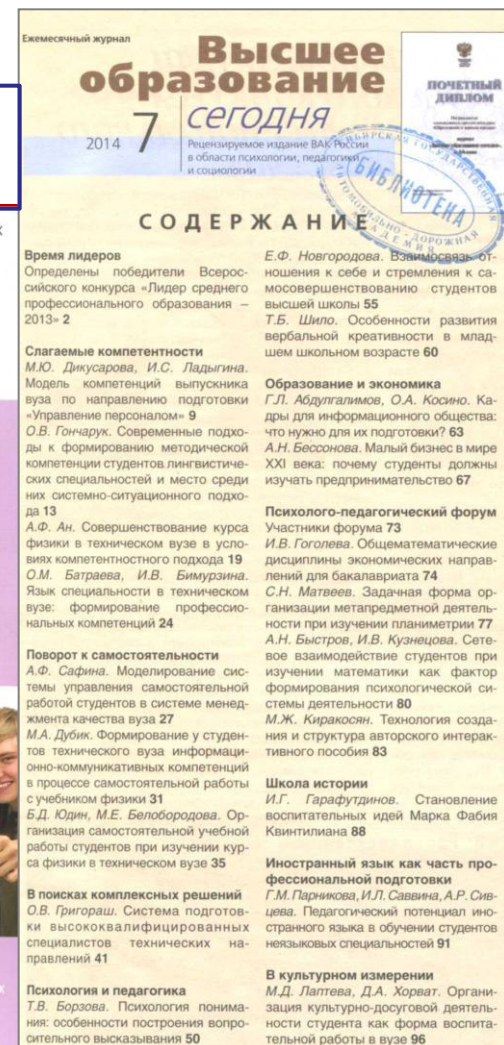 Ежемесячный журнал
Высшее
образование
сегодня
2014 7
Рецензируемое издание ВАК России
в области психологии, педагогики
и социологии
ПОЧЕТНЫЙ
ДИПЛОМ
БИБЛИОТЕКА
СОДЕРЖАНИЕ
Время лидеров
Определены победители Всерос-
сийского конкурса «Лидер среднего
профессионального образования –
2013» 2
Слагаемые компетентности
М.Ю. Дикусарова, И.С. Ладыгина.
Модель компетенций выпускника
вуза по направлению подготовки
«Управление персоналом» 9
О.В. Гончарук. Современные подхо-
ды к формированию методической
компетенции студентов лингвистиче-
ских специальностей и место среди
них системно-ситуационного подхо-
да 13
А.Ф. Ан. Совершенствование курса
физики в техническом вузе в усло-
виях компетентностного подхода 19
О.М. Батраева, И.В. Бимурзина.
Язык специальности в техническом
вузе: формирование профессио-
нальных компетенций 24
Поворот к самостоятельности
А.Ф. Сафина. Моделирование сис-
темы управления самостоятельной
работой студентов в системе менед-
жмента качества вуза 27
М.А. Дубик. Формирование у студен-
тов технического вуза информаци-
онно-коммуникативных компетенций
в процессе самостоятельной работы
с учебником физики 31
Б.Д. Юдин, М.Е. Белобородова. Ор-
ганизация самостоятельной учебной
работы студентов при изучении кур-
са физики в техническом вузе 35
В поисках комплексных решений
О.В. Григораш. Система подготов-
ки высококвалифицированных
специалистов технических на-
правлений 41
Психология и педагогика
Т.В. Борзова. Психология понима-
ния: особенности построения вопро-
сительного высказывания 50
Е.Ф. Новгородова. Взаимосвязь от-
ношения к себе и стремления к са-
мосовершенствованию студентов
высшей школы 55
Т.Б. Шило. Особенности развития
вербальной креативности в млад-
шем школьном возрасте 60
Образование и экономика
Г.Л. Абдулгалимов, О.А. Косино. Ка-
дры для информационного общества:
что нужно для их подготовки? 63
А.Н. Бессонова. Малый бизнес в мире
XXI века: почему студенты должны
изучать предпринимательство 67
Психолого-педагогический форум
Участники форума 73
И.В. Гоголева. Общематематические
дисциплины экономических направ-
лений для бакалавриата 74
С.Н. Матвеев. Задачная форма ор-
ганизации метапредметной деятель-
ности при изучении планиметрии 77
А.Н. Быстров, И.В. Кузнецова. Сете-
вое взаимодействие студентов при
изучении математики как фактор
формирования психологической си-
стемы деятельности 80
М.Ж. Киракосян. Технология созда-
ния и структура авторского интерак-
тивного пособия 83
Школа истории
И.Г. Гарафутдинов. Становление
воспитательных идей Марка Фабия
Квинтилиана 88
Иностранный язык как часть про-
фессиональной подготовки
Г.М. Парникова, И.Л. Саввина, А.Р. Сив-
цева. Педагогический потенциал ино-
странного языка в обучении студентов
неязыковых специальностей 91
В культурном измерении
М.Д. Лаптева, Д.А. Хорват. Органи-
зация культурно-досуговой деятель-
ности студента как форма воспита-
тельной работы в вузе 96